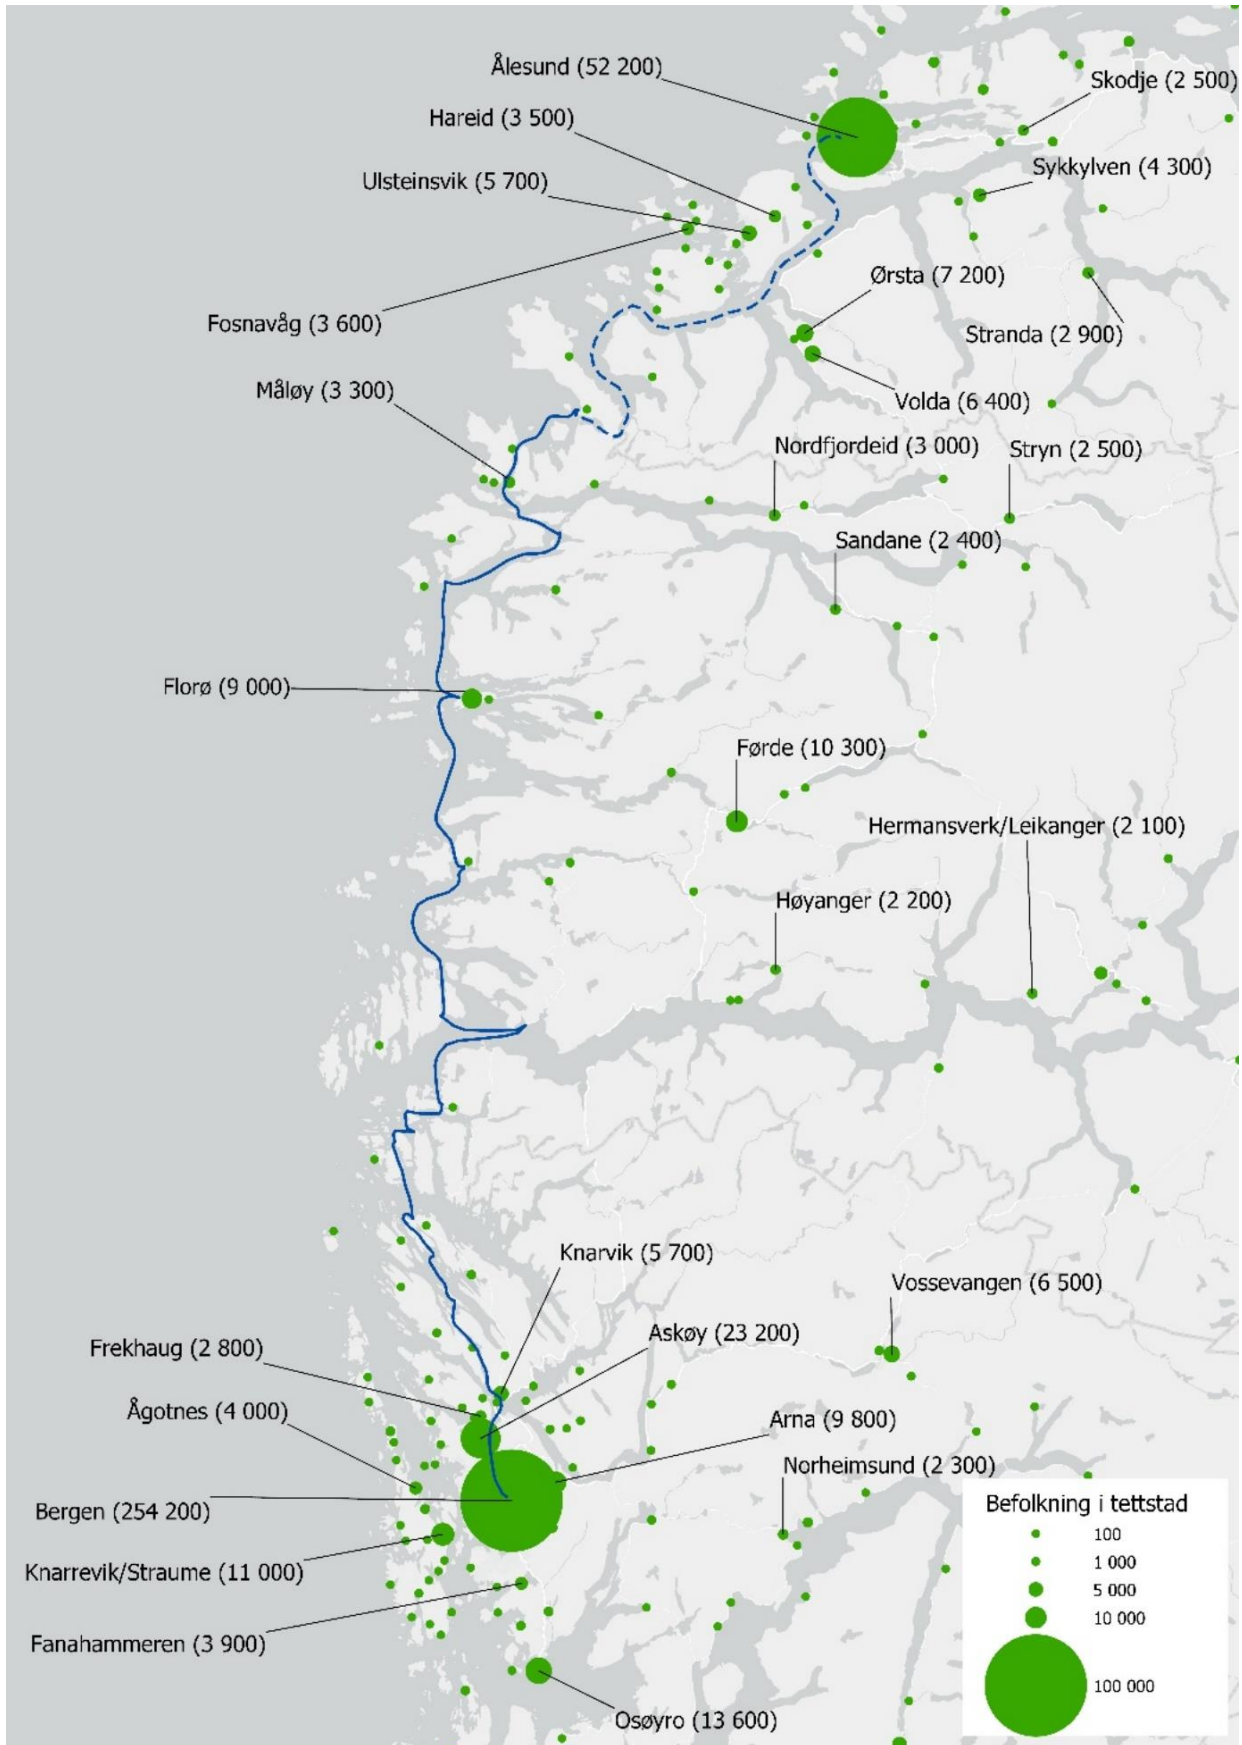 Ålesund (52 200)
Skodje (2 500)
Hareid (3 500)
Sykkylven (4 300)
Ulsteinsvik (5 700)
Ørsta (7 200)
Fosnavåg (3 600)
Stranda (2 900)
Måløy (3 300)
Volda (6 400)
Nordfjordeid (3 000)
Stryn (2 500)
Sandane (2 400)
Florø (9 000)
Førde (10 300)
Hermansverk/Leikanger (2 100)
Høyanger (2 200)
Knarvik (5 700)
Vossevangen (6 500)
Askøy (23 200)
Frekhaug (2 800)
Ågotnes (4 000)
Arna (9 800)
Norheimsund (2 300)
Bergen (254 200)
Knarrevik/Straume (11 000)
Fanahammeren (3 900)
Osøyro (13 600)
Befolkning i tettstad
100
1 000
5 000
10 000
100 000